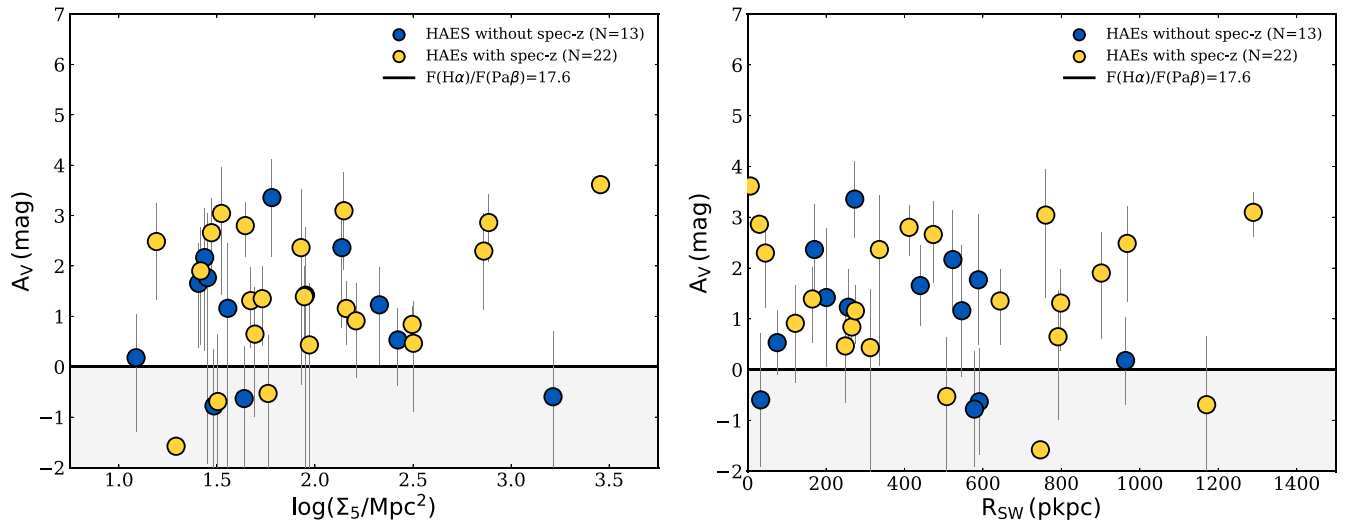 7
6
5
4
3
2
1
0
−1
−2
A_V (mag)
HAES without spec-z (N=13)
HAEs with spec-z (N=22)
F(Hα)/F(Paβ)=17.6
1.0 1.5 2.0 2.5 3.0 3.5
log(Σ₅/Mpc²)
7
6
5
4
3
2
1
0
−1
−2
A_V (mag)
HAEs without spec-z (N=13)
HAEs with spec-z (N=22)
F(Hα)/F(Paβ)=17.6
0 200 400 600 800 1000 1200 1400
R_SW (pkpc)